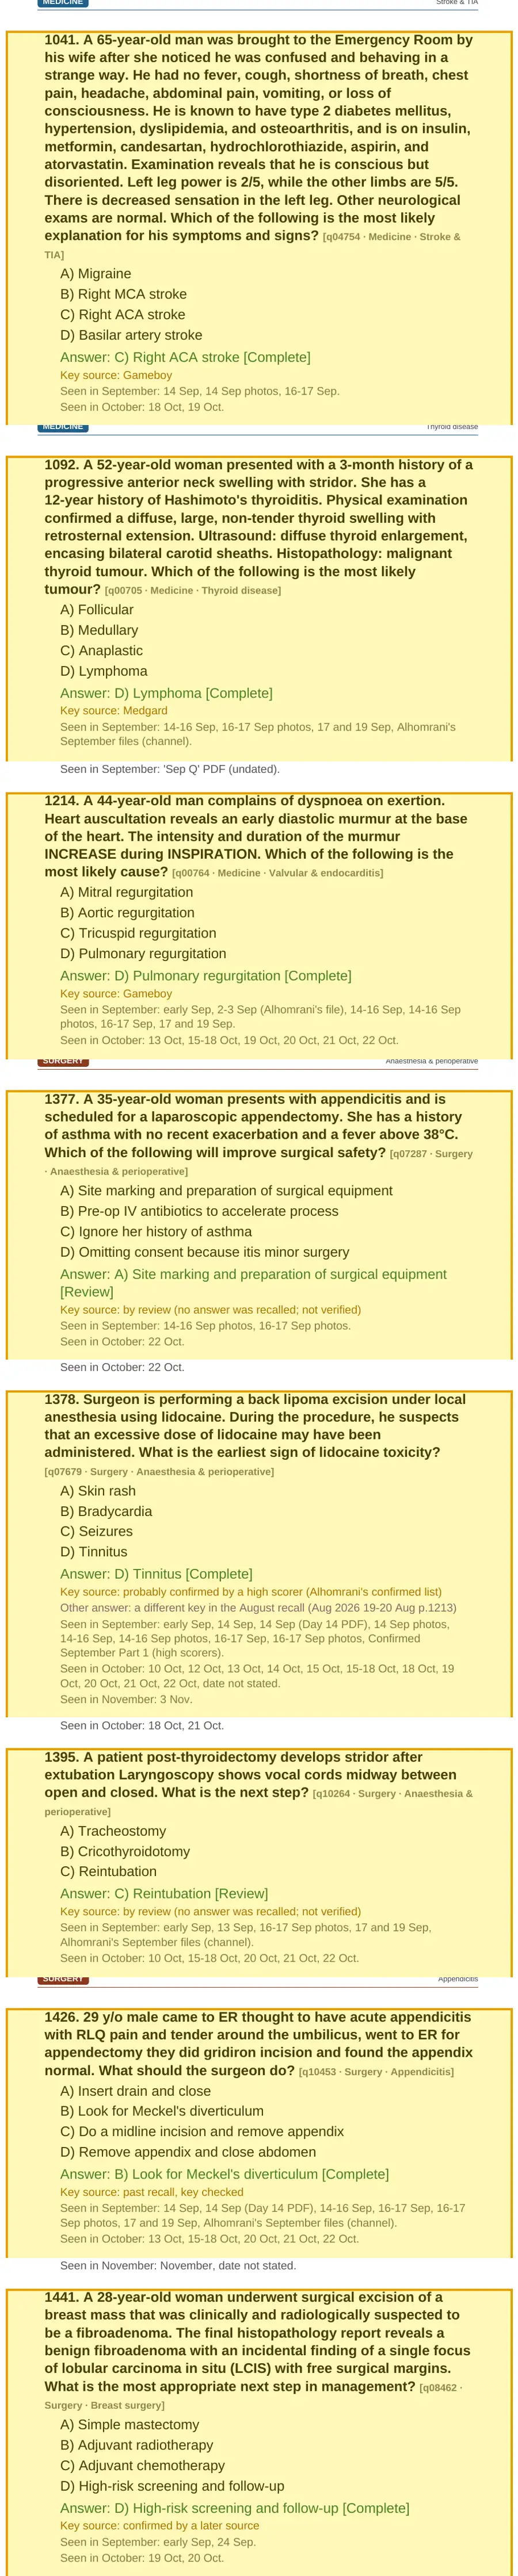 MEDICINE
Stroke & TIA
1041. A 65-year-old man was brought to the Emergency Room by
his wife after she noticed he was confused and behaving in a
strange way. He had no fever, cough, shortness of breath, chest
pain, headache, abdominal pain, vomiting, or loss of
consciousness. He is known to have type 2 diabetes mellitus,
hypertension, dyslipidemia, and osteoarthritis, and is on insulin,
metformin, candesartan, hydrochlorothiazide, aspirin, and
atorvastatin. Examination reveals that he is conscious but
disoriented. Left leg power is 2/5, while the other limbs are 5/5.
There is decreased sensation in the left leg. Other neurological
exams are normal. Which of the following is the most likely
explanation for his symptoms and signs? [q04754 · Medicine · Stroke &
TIA]
A) Migraine
B) Right MCA stroke
C) Right ACA stroke
D) Basilar artery stroke
Answer: C) Right ACA stroke [Complete]
Key source: Gameboy
Seen in September: 14 Sep, 14 Sep photos, 16-17 Sep.
Seen in October: 18 Oct, 19 Oct.
MEDICINE
Thyroid disease
1092. A 52-year-old woman presented with a 3-month history of a
progressive anterior neck swelling with stridor. She has a
12-year history of Hashimoto's thyroiditis. Physical examination
confirmed a diffuse, large, non-tender thyroid swelling with
retrosternal extension. Ultrasound: diffuse thyroid enlargement,
encasing bilateral carotid sheaths. Histopathology: malignant
thyroid tumour. Which of the following is the most likely
tumour? [q00705 · Medicine · Thyroid disease]
A) Follicular
B) Medullary
C) Anaplastic
D) Lymphoma
Answer: D) Lymphoma [Complete]
Key source: Medgard
Seen in September: 14-16 Sep, 16-17 Sep photos, 17 and 19 Sep, Alhomrani's
September files (channel).
Seen in September: 'Sep Q' PDF (undated).
1214. A 44-year-old man complains of dyspnoea on exertion.
Heart auscultation reveals an early diastolic murmur at the base
of the heart. The intensity and duration of the murmur
INCREASE during INSPIRATION. Which of the following is the
most likely cause? [q00764 · Medicine · Valvular & endocarditis]
A) Mitral regurgitation
B) Aortic regurgitation
C) Tricuspid regurgitation
D) Pulmonary regurgitation
Answer: D) Pulmonary regurgitation [Complete]
Key source: Gameboy
Seen in September: early Sep, 2-3 Sep (Alhomrani's file), 14-16 Sep, 14-16 Sep
photos, 16-17 Sep, 17 and 19 Sep.
Seen in October: 13 Oct, 15-18 Oct, 19 Oct, 20 Oct, 21 Oct, 22 Oct.
SURGERY
Anaesthesia & perioperative
1377. A 35-year-old woman presents with appendicitis and is
scheduled for a laparoscopic appendectomy. She has a history
of asthma with no recent exacerbation and a fever above 38°C.
Which of the following will improve surgical safety? [q07287 · Surgery
· Anaesthesia & perioperative]
A) Site marking and preparation of surgical equipment
B) Pre-op IV antibiotics to accelerate process
C) Ignore her history of asthma
D) Omitting consent because itis minor surgery
Answer: A) Site marking and preparation of surgical equipment
[Review]
Key source: by review (no answer was recalled; not verified)
Seen in September: 14-16 Sep photos, 16-17 Sep photos.
Seen in October: 22 Oct.
Seen in October: 22 Oct.
1378. Surgeon is performing a back lipoma excision under local
anesthesia using lidocaine. During the procedure, he suspects
that an excessive dose of lidocaine may have been
administered. What is the earliest sign of lidocaine toxicity?
[q07679 · Surgery · Anaesthesia & perioperative]
A) Skin rash
B) Bradycardia
C) Seizures
D) Tinnitus
Answer: D) Tinnitus [Complete]
Key source: probably confirmed by a high scorer (Alhomrani's confirmed list)
Other answer: a different key in the August recall (Aug 2026 19-20 Aug p.1213)
Seen in September: early Sep, 14 Sep, 14 Sep (Day 14 PDF), 14 Sep photos,
14-16 Sep, 14-16 Sep photos, 16-17 Sep, 16-17 Sep photos, Confirmed
September Part 1 (high scorers).
Seen in October: 10 Oct, 12 Oct, 13 Oct, 14 Oct, 15 Oct, 15-18 Oct, 18 Oct, 19
Oct, 20 Oct, 21 Oct, 22 Oct, date not stated.
Seen in November: 3 Nov.
Seen in October: 18 Oct, 21 Oct.
1395. A patient post-thyroidectomy develops stridor after
extubation Laryngoscopy shows vocal cords midway between
open and closed. What is the next step? [q10264 · Surgery · Anaesthesia &
perioperative]
A) Tracheostomy
B) Cricothyroidotomy
C) Reintubation
Answer: C) Reintubation [Review]
Key source: by review (no answer was recalled; not verified)
Seen in September: early Sep, 13 Sep, 16-17 Sep photos, 17 and 19 Sep,
Alhomrani's September files (channel).
Seen in October: 10 Oct, 15-18 Oct, 20 Oct, 21 Oct, 22 Oct.
SURGERY
Appendicitis
1426. 29 y/o male came to ER thought to have acute appendicitis
with RLQ pain and tender around the umbilicus, went to ER for
appendectomy they did gridiron incision and found the appendix
normal. What should the surgeon do? [q10453 · Surgery · Appendicitis]
A) Insert drain and close
B) Look for Meckel's diverticulum
C) Do a midline incision and remove appendix
D) Remove appendix and close abdomen
Answer: B) Look for Meckel's diverticulum [Complete]
Key source: past recall, key checked
Seen in September: 14 Sep, 14 Sep (Day 14 PDF), 14-16 Sep, 16-17 Sep, 16-17
Sep photos, 17 and 19 Sep, Alhomrani's September files (channel).
Seen in October: 13 Oct, 15-18 Oct, 20 Oct, 21 Oct, 22 Oct.
Seen in November: November, date not stated.
1441. A 28-year-old woman underwent surgical excision of a
breast mass that was clinically and radiologically suspected to
be a fibroadenoma. The final histopathology report reveals a
benign fibroadenoma with an incidental finding of a single focus
of lobular carcinoma in situ (LCIS) with free surgical margins.
What is the most appropriate next step in management? [q08462 ·
Surgery · Breast surgery]
A) Simple mastectomy
B) Adjuvant radiotherapy
C) Adjuvant chemotherapy
D) High-risk screening and follow-up
Answer: D) High-risk screening and follow-up [Complete]
Key source: confirmed by a later source
Seen in September: early Sep, 24 Sep.
Seen in October: 19 Oct, 20 Oct.